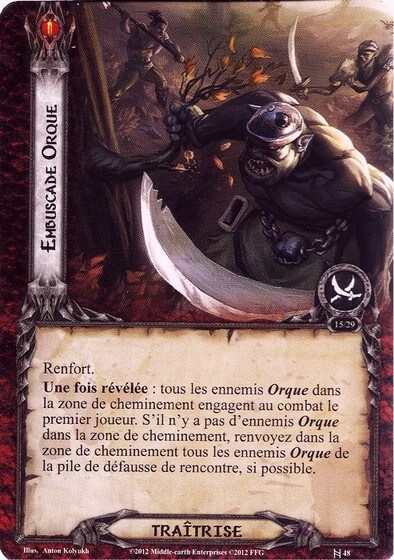 EMBUSCADE ORQUE
15/29
Renfort.
Une fois révélée : tous les ennemis Orque dans
la zone de cheminement engagent au combat le
premier joueur. S'il n'y a pas d'ennemis Orque
dans la zone de cheminement, renvoyez dans la
zone de cheminement tous les ennemis Orque de
la pile de défausse de rencontre, si possible.
TRAÎTRISE
Illus. Anton Kolyukh
©2012 Middle-earth Enterprises ©2012 FFG
48